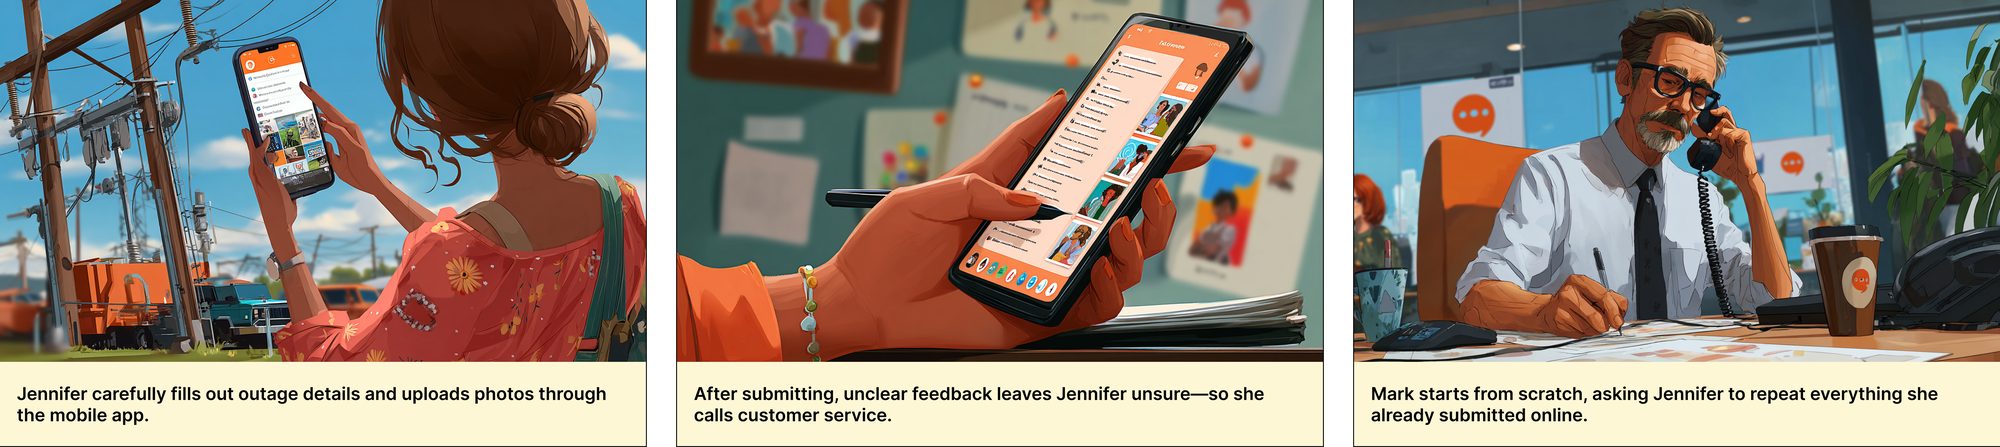 Jennifer carefully fills out outage details and uploads photos through
the mobile app.
After submitting, unclear feedback leaves Jennifer unsure—so she
calls customer service.
Mark starts from scratch, asking Jennifer to repeat everything she
already submitted online.